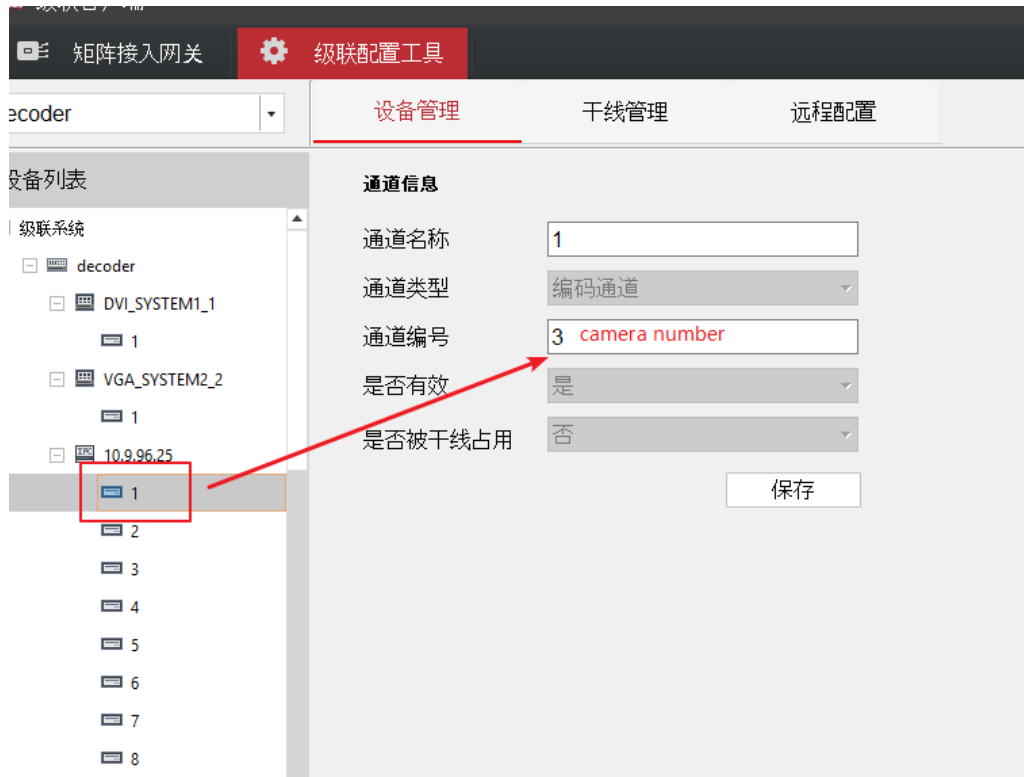 矩阵接入网关 级联配置工具
ecoder 设备管理 干线管理 远程配置
设备列表
级联系统
decoder
DVI_SYSTEM1_1
1
VGA_SYSTEM2_2
1
IPC 10.9.96.25
1
2
3
4
5
6
7
8
通道信息
通道名称 1
通道类型 编码通道
通道编号 3 camera number
是否有效 是
是否被干线占用 否
保存